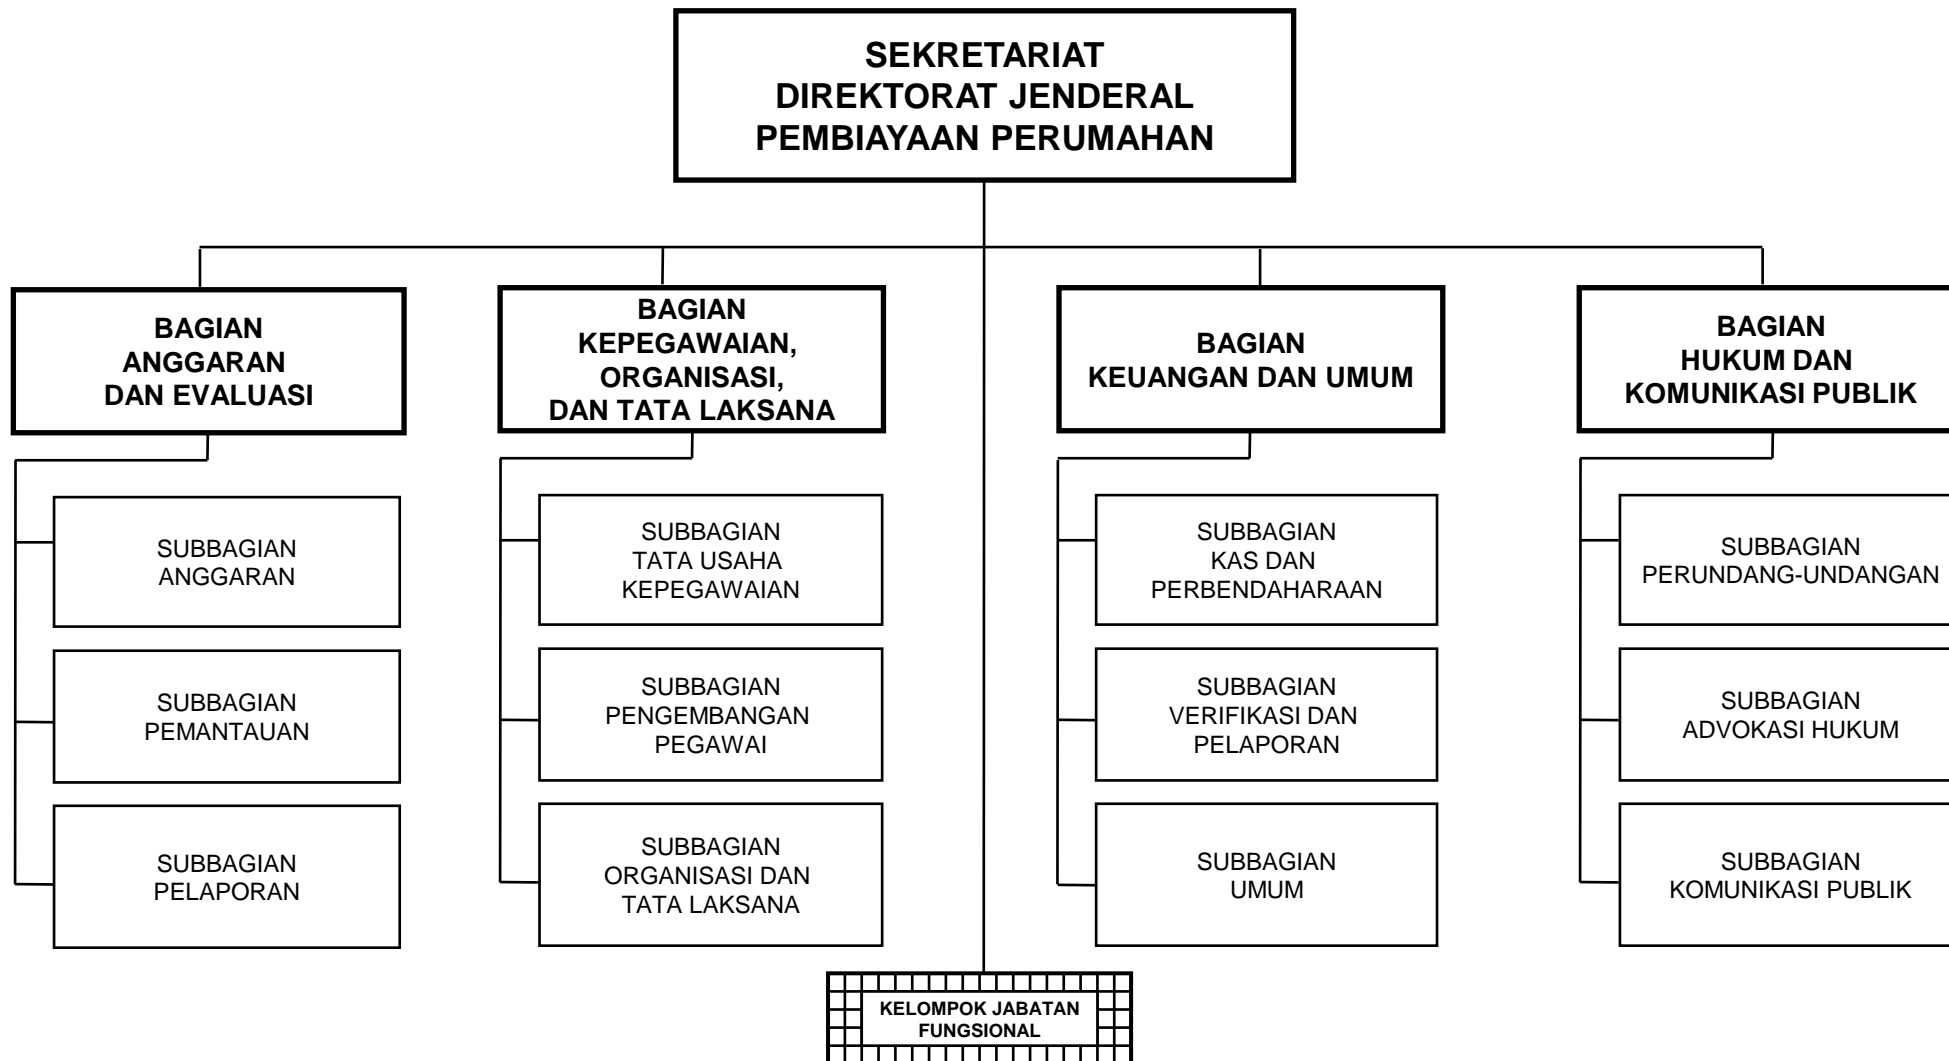 SEKRETARIAT
DIREKTORAT JENDERAL
PEMBIAYAAN PERUMAHAN
BAGIAN
ANGGARAN
DAN EVALUASI
BAGIAN
KEPEGAWAIAN,
ORGANISASI,
DAN TATA LAKSANA
BAGIAN
KEUANGAN DAN UMUM
BAGIAN
HUKUM DAN
KOMUNIKASI PUBLIK
SUBBAGIAN
ANGGARAN
SUBBAGIAN
TATA USAHA
KEPEGAWAIAN
SUBBAGIAN
KAS DAN
PERBENDAHARAAN
SUBBAGIAN
PERUNDANG-UNDANGAN
SUBBAGIAN
PEMANTAUAN
SUBBAGIAN
PENGEMBANGAN
PEGAWAI
SUBBAGIAN
VERIFIKASI DAN
PELAPORAN
SUBBAGIAN
ADVOKASI HUKUM
SUBBAGIAN
PELAPORAN
SUBBAGIAN
ORGANISASI DAN
TATA LAKSANA
SUBBAGIAN
UMUM
SUBBAGIAN
KOMUNIKASI PUBLIK
KELOMPOK JABATAN
FUNGSIONAL